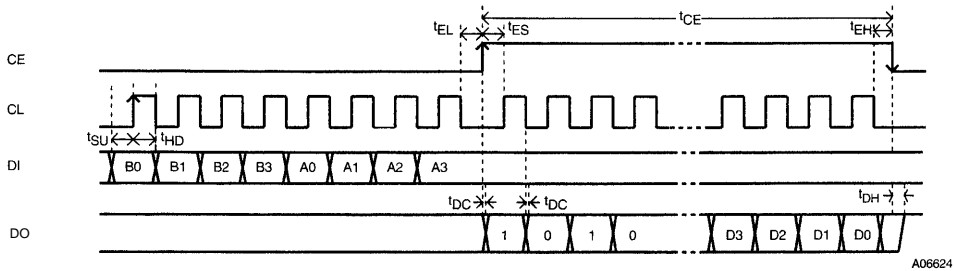 tCE
tEL tES tEH
CE
CL
tSU tHD
DI B0 B1 B2 B3 A0 A1 A2 A3
tDC tDC tDH
DO 1 0 1 0 D3 D2 D1 D0
A06624